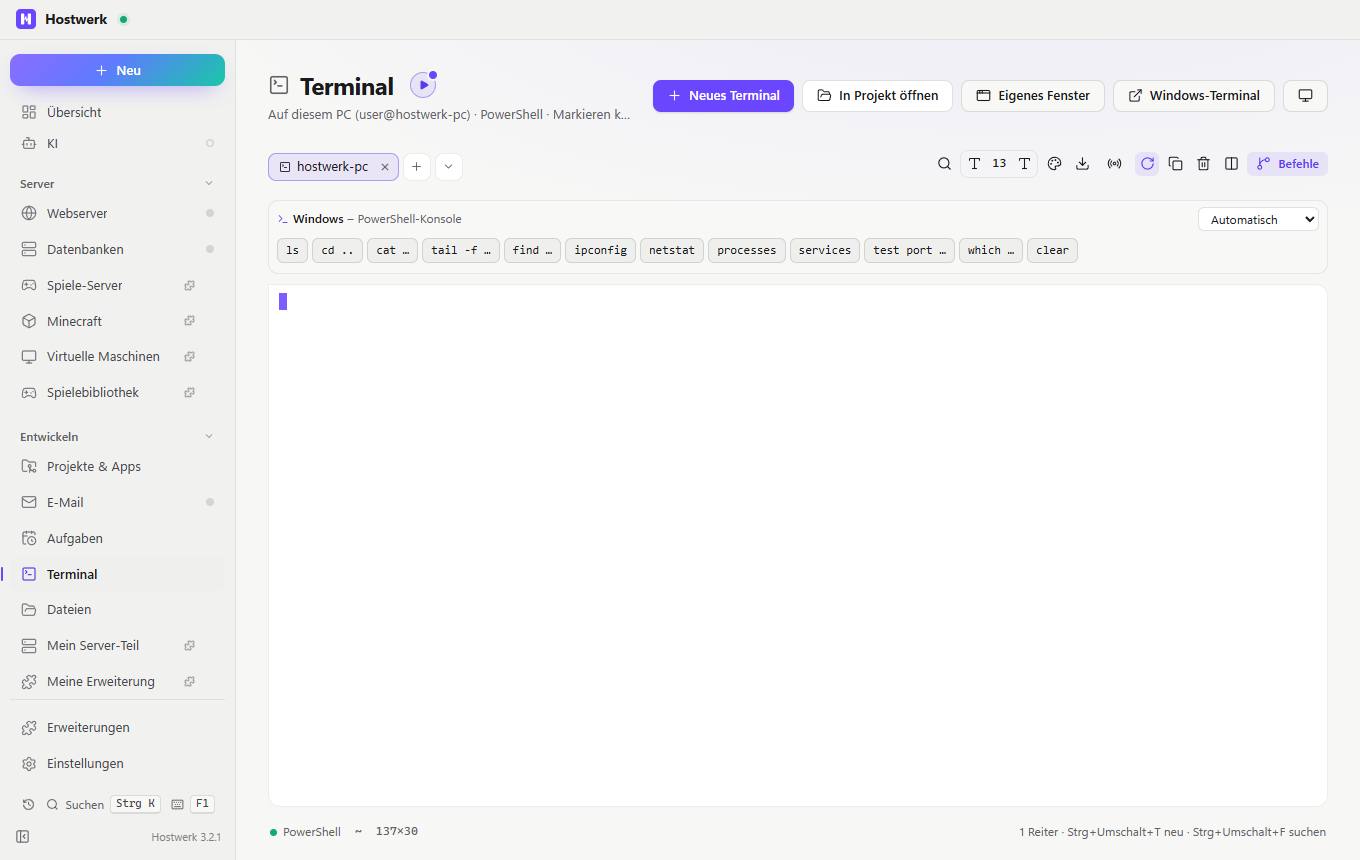 Hostwerk
Neu
Übersicht
KI
Server
Webserver
Datenbanken
Spiele-Server
Minecraft
Virtuelle Maschinen
Spielebibliothek
Entwickeln
Projekte & Apps
E-Mail
Aufgaben
Terminal
Dateien
Mein Server-Teil
Meine Erweiterung
Erweiterungen
Einstellungen
Suchen Strg K F1
Hostwerk 3.2.1
Terminal
Auf diesem PC (user@hostwerk-pc) · PowerShell · Markieren k...
Neues Terminal
In Projekt öffnen
Eigenes Fenster
Windows-Terminal
hostwerk-pc
13
Befehle
Windows – PowerShell-Konsole
Automatisch
ls cd .. cat … tail -f … find … ipconfig netstat processes services test port … which … clear
PowerShell ~ 137×30
1 Reiter · Strg+Umschalt+T neu · Strg+Umschalt+F suchen